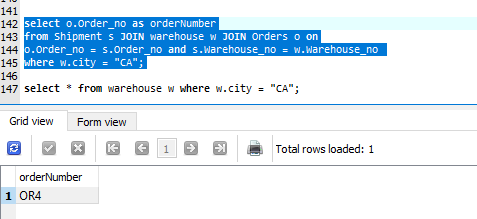 141
142 select o.Order_no as orderNumber
143 from Shipment s JOIN warehouse w JOIN Orders o on
144 o.Order_no = s.Order_no and s.Warehouse_no = w.Warehouse_no
145 where w.city = "CA";
146
147 select * from warehouse w where w.city = "CA";
Grid view Form view
1 Total rows loaded: 1
orderNumber
1 OR4